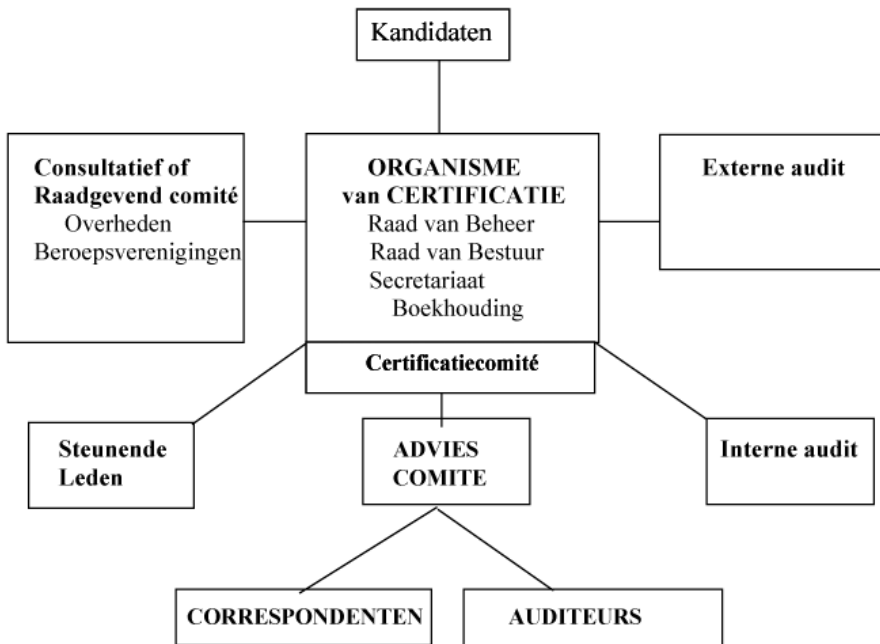 Kandidaten
Consultatief of
Raadgevend comité
Overheden
Beroepsverenigingen
ORGANISME
van CERTIFICATIE
Raad van Beheer
Raad van Bestuur
Secretariaat
Boekhouding
Externe audit
Certificatiecomité
Steunende
Leden
ADVIES
COMITE
Interne audit
CORRESPONDENTEN
AUDITEURS